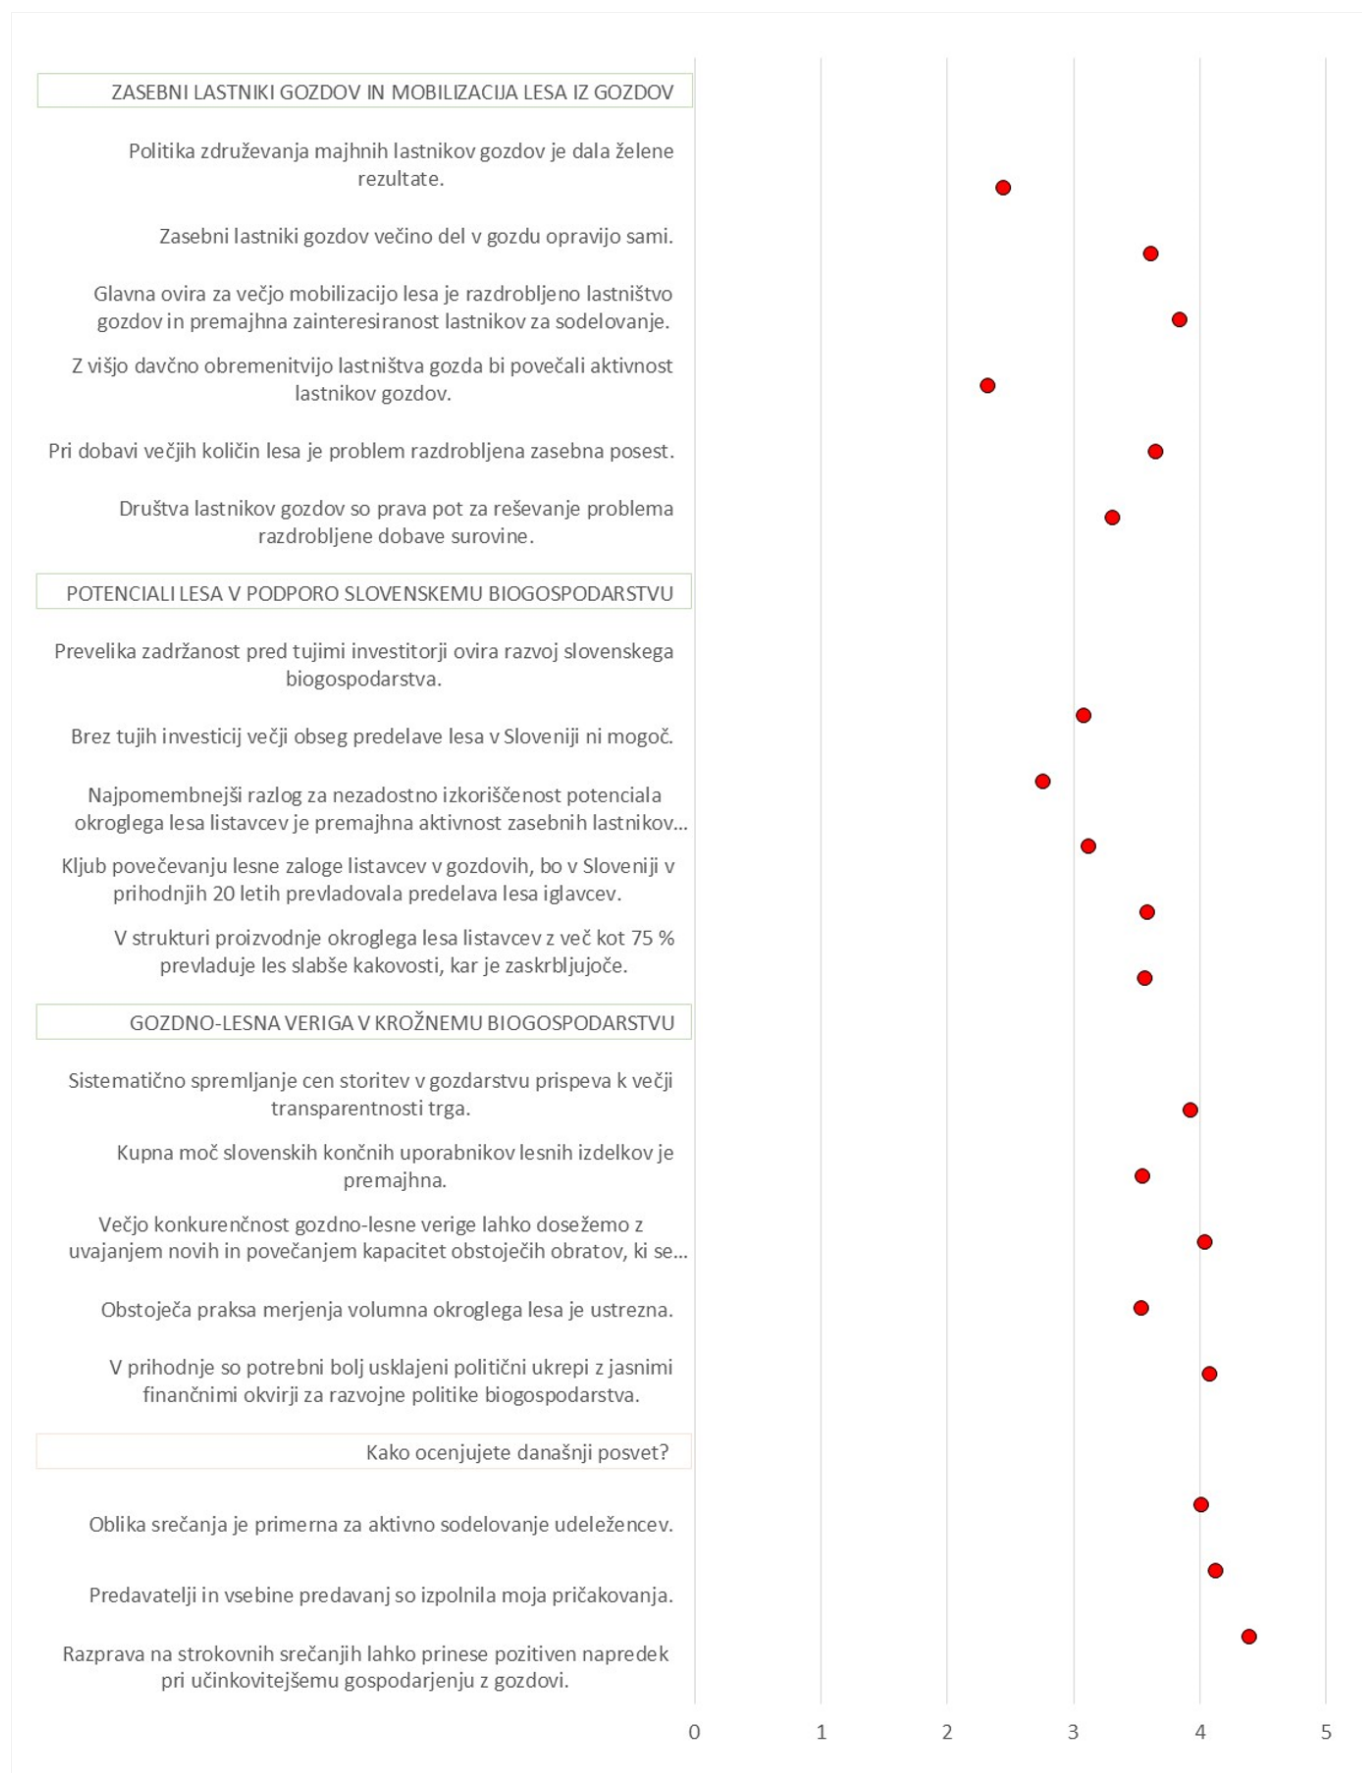 ZASEBNI LASTNIKI GOZDOV IN MOBILIZACIJA LESA IZ GOZDOV
Politika združevanja majhnih lastnikov gozdov je dala želene
rezultate.
Zasebni lastniki gozdov večino del v gozdu opravijo sami.
Glavna ovira za večjo mobilizacijo lesa je razdrobljeno lastništvo
gozdov in premajhna zainteresiranost lastnikov za sodelovanje.
Z višjo davčno obremenitvijo lastništva gozda bi povečali aktivnost
lastnikov gozdov.
Pri dobavi večjih količin lesa je problem razdrobljena zasebna posest.
Društva lastnikov gozdov so prava pot za reševanje problema
razdrobljene dobave surovine.
POTENCIALI LESA V PODPORO SLOVENSKEMU BIOGOSPODARSTVU
Prevelika zadržanost pred tujimi investitorji ovira razvoj slovenskega
biogospodarstva.
Brez tujih investicij večji obseg predelave lesa v Sloveniji ni mogoč.
Najpomembnejši razlog za nezadostno izkoriščenost potenciala
okroglega lesa listavcev je premajhna aktivnost zasebnih lastnikov...
Kljub povečevanju lesne zaloge listavcev v gozdovih, bo v Sloveniji v
prihodnjih 20 letih prevladovala predelava lesa iglavcev.
V strukturi proizvodnje okroglega lesa listavcev z več kot 75 %
prevladuje les slabše kakovosti, kar je zaskrbljujoče.
GOZDNO-LESNA VERIGA V KROŽNEMU BIOGOSPODARSTVU
Sistematično spremljanje cen storitev v gozdarstvu prispeva k večji
transparentnosti trga.
Kupna moč slovenskih končnih uporabnikov lesnih izdelkov je
premajhna.
Večjo konkurenčnost gozdno-lesne verige lahko dosežemo z
uvajanjem novih in povečanjem kapacitet obstoječih obratov, ki se...
Obstoječa praksa merjenja volumna okroglega lesa je ustrezna.
V prihodnje so potrebni bolj usklajeni politični ukrepi z jasnimi
finančnimi okvirji za razvojne politike biogospodarstva.
Kako ocenjujete današnji posvet?
Oblika srečanja je primerna za aktivno sodelovanje udeležencev.
Predavatelji in vsebine predavanj so izpolnila moja pričakovanja.
Razprava na strokovnih srečanjih lahko prinese pozitiven napredek
pri učinkovitejšemu gospodarjenju z gozdovi.
0 1 2 3 4 5